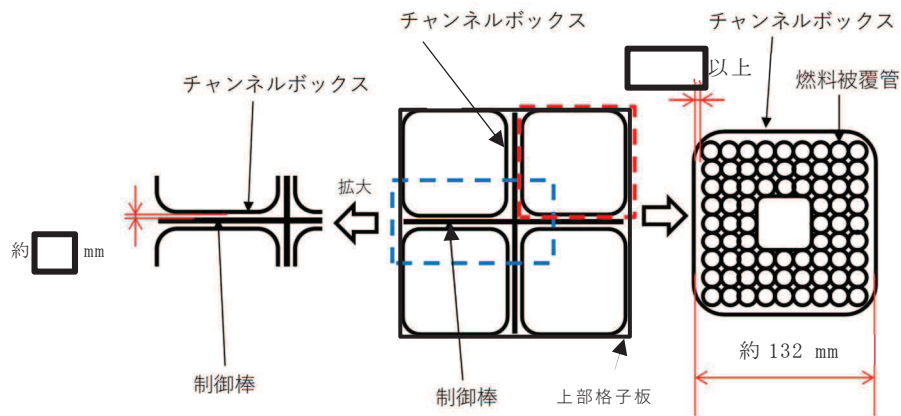 チャンネルボックス
チャンネルボックス
以上
チャンネルボックス
燃料被覆管
拡大
約 mm
制御棒
制御棒
上部格子板
約 132 mm